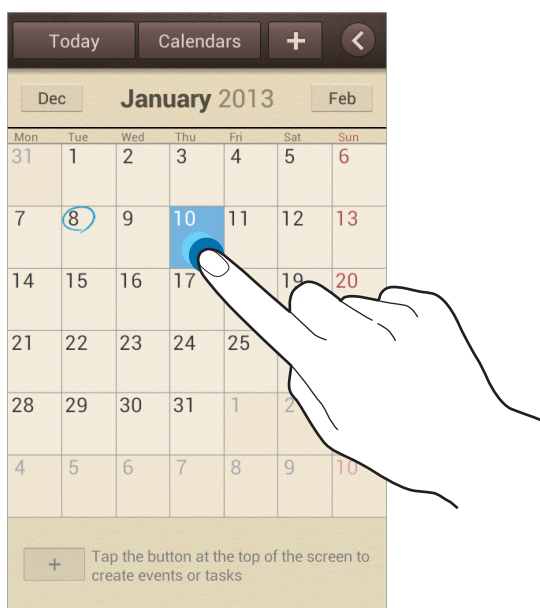 Today Calendars +
Dec January 2013 Feb
Mon Tue Wed Thu Fri Sat Sun
31 1 2 3 4 5 6
7 8 9 10 11 12 13
14 15 16 17 19 20
21 22 23 24 25
28 29 30 31 1 2
4 5 6 7 8 9 10
+ Tap the button at the top of the screen to
create events or tasks